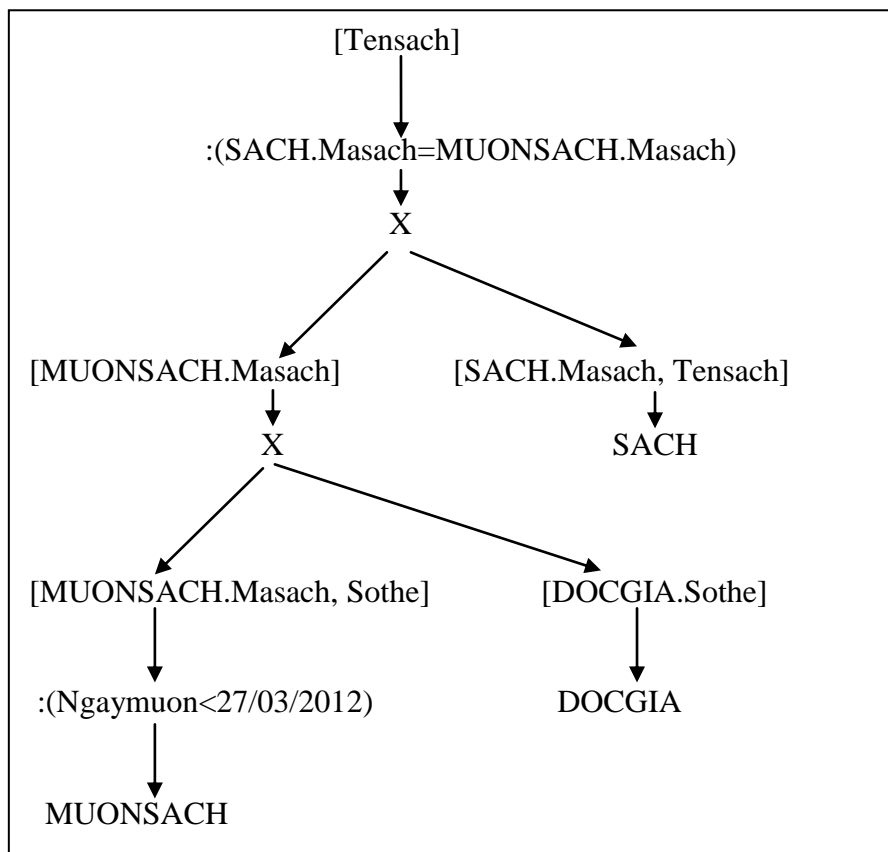 [Tensach]
:(SACH.Masach=MUONSACH.Masach)
X
[MUONSACH.Masach] [SACH.Masach, Tensach]
X SACH
[MUONSACH.Masach, Sothe] [DOCGIA.Sothe]
:(Ngaymuon<27/03/2012) DOCGIA
MUONSACH